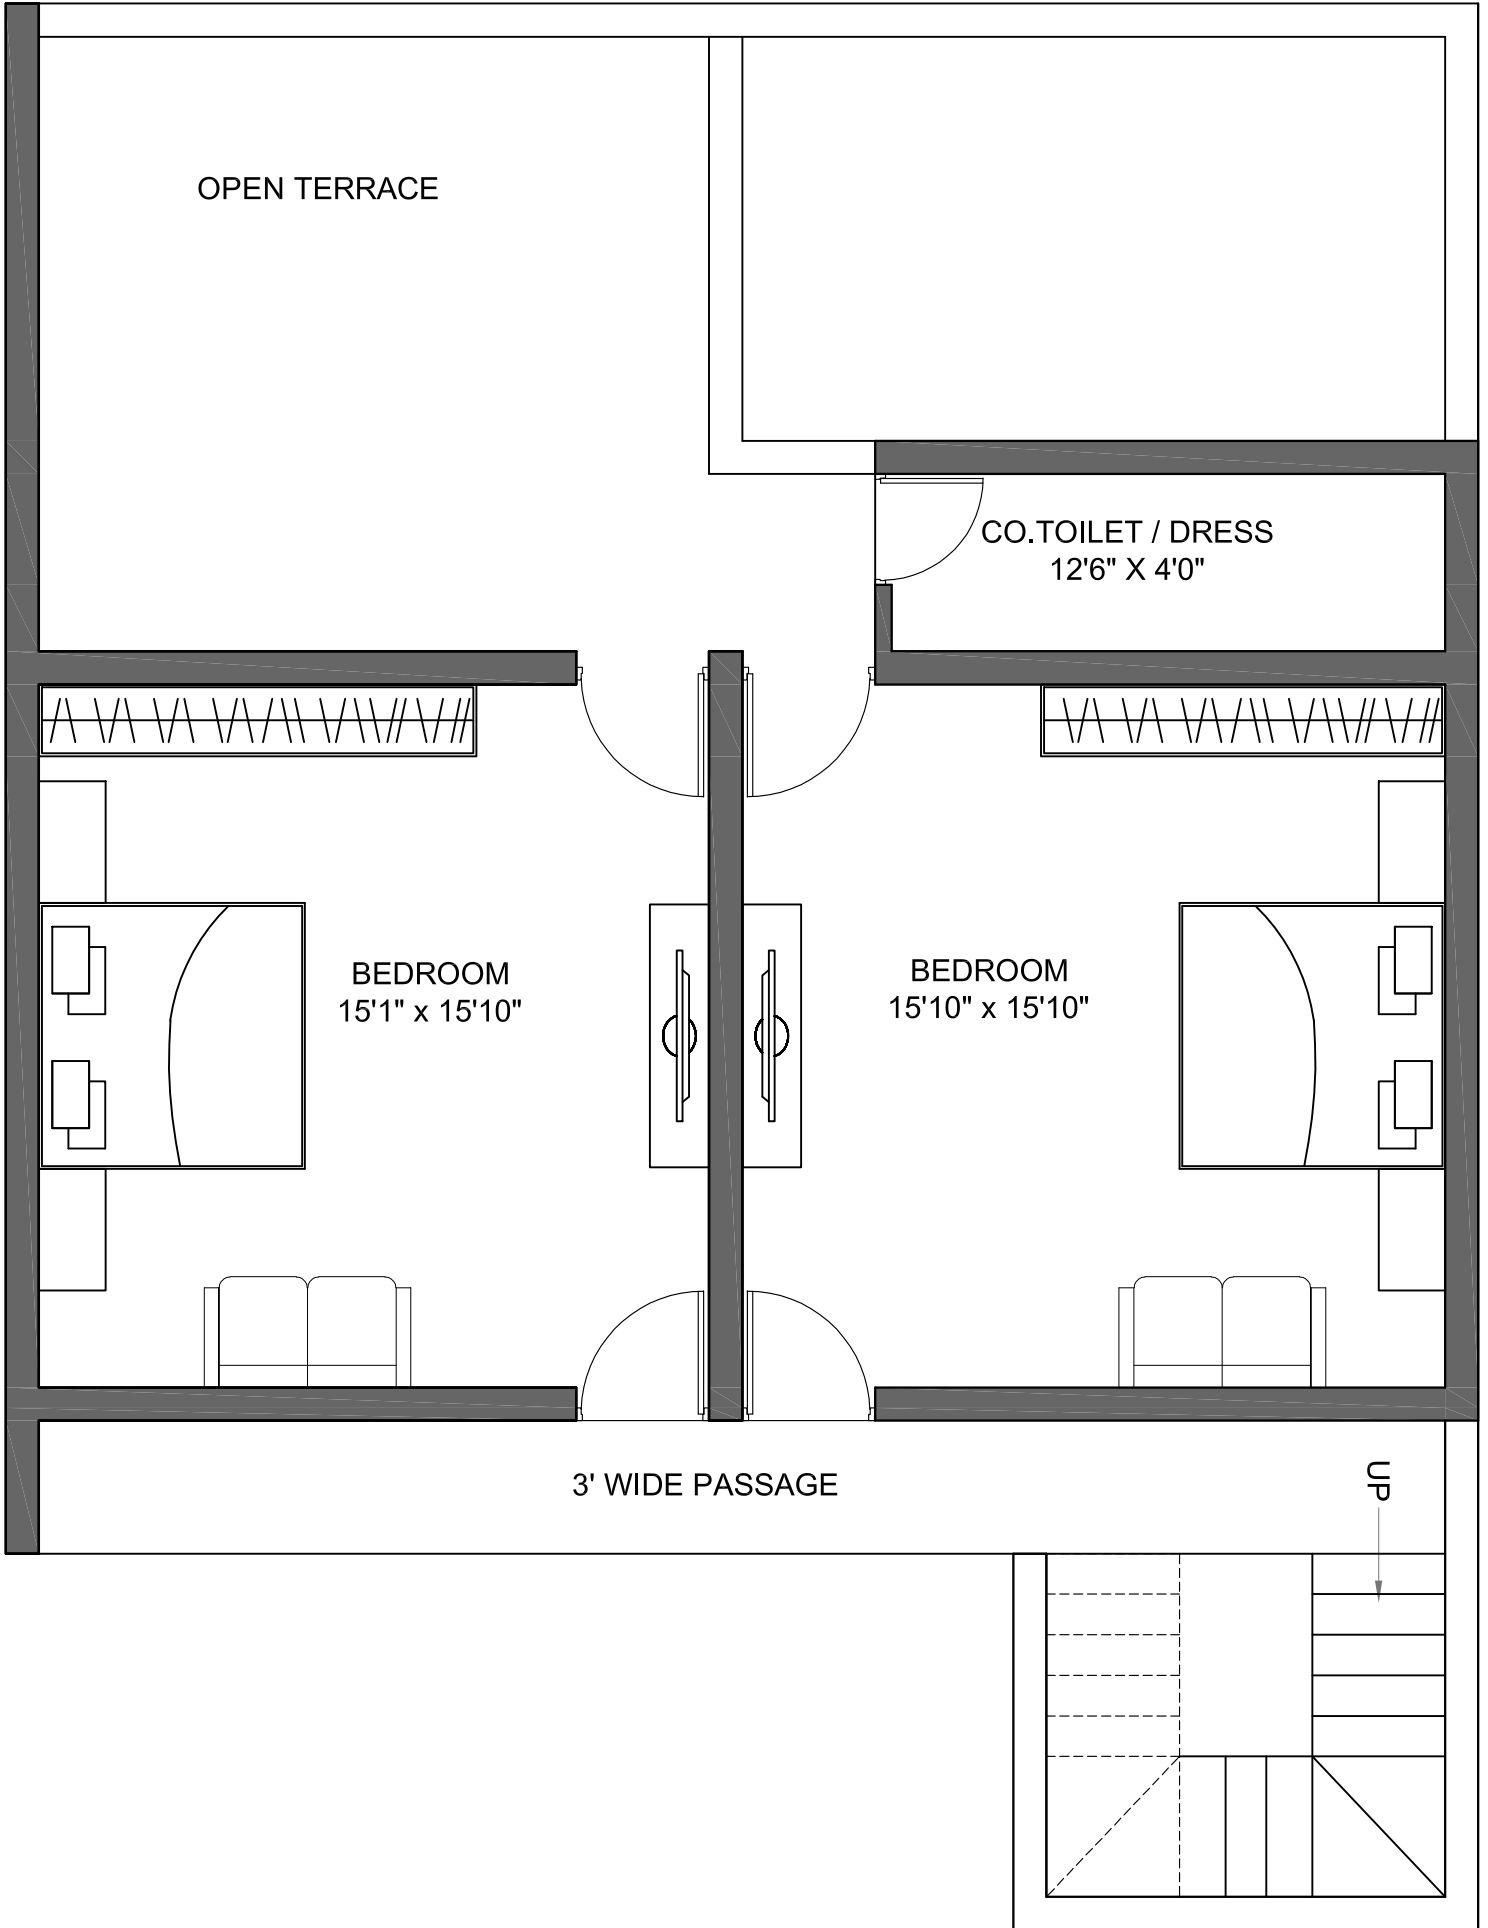 OPEN TERRACE
CO.TOILET / DRESS
12'6" X 4'0"
BEDROOM
15'1" x 15'10"
BEDROOM
15'10" x 15'10"
3' WIDE PASSAGE
UP